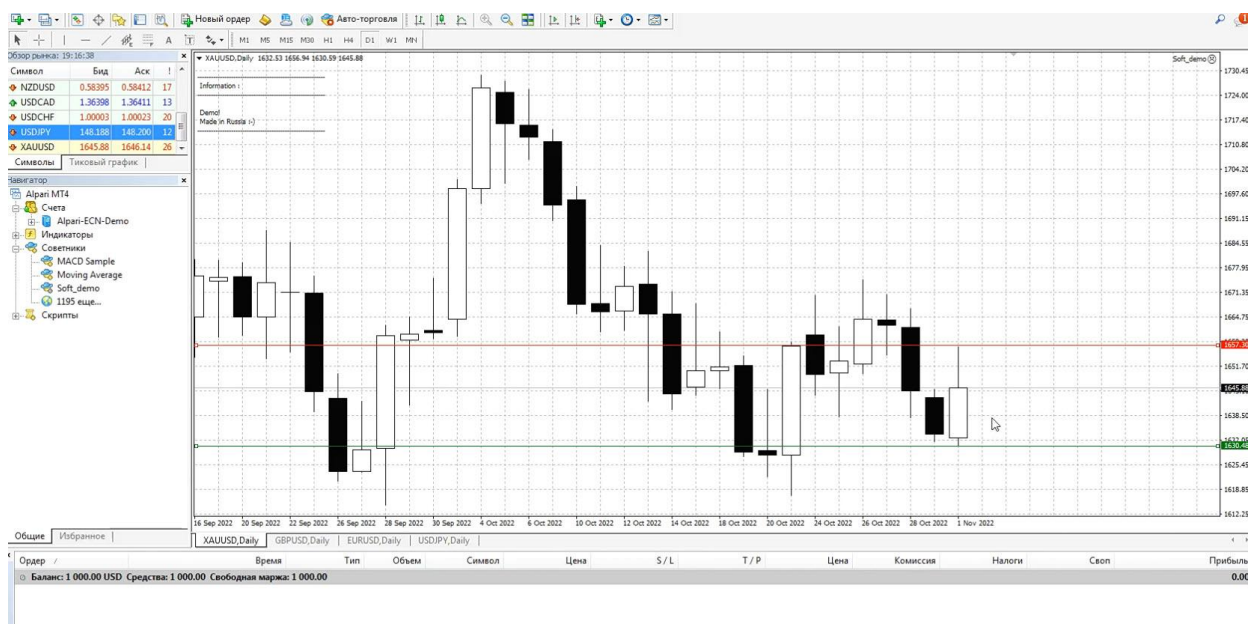 Новый ордер Авто-торговля
A T M1 M5 M15 M30 H1 H4 D1 W1 MN
Обзор рынка: 19:16:38
Символ Бид Аск !
NZDUSD 0.58395 0.58412 17
USDCAD 1.36398 1.36411 13
USDCHF 1.00003 1.00023 20
USDJPY 148.188 148.200 12
XAUUSD 1645.88 1646.14 26
Символы Тиковый график
Навигатор
Alpari MT4
Счета
Alpari-ECN-Demo
Индикаторы
Советники
MACD Sample
Moving Average
Soft_demo
1195 еще...
Скрипты
Общие Избранное
XAUUSD,Daily 1632.53 1656.94 1630.59 1645.88
Soft_demo
Information :
Demo!
Made in Russia :-)
1730.45
1724.00
1717.40
1710.80
1704.20
1697.60
1691.15
1684.55
1677.95
1671.35
1664.75
1657.30
1651.70
1645.88
1638.50
1632.05
1630.48
1625.45
1618.85
1612.25
16 Sep 2022 20 Sep 2022 22 Sep 2022 26 Sep 2022 28 Sep 2022 30 Sep 2022 4 Oct 2022 6 Oct 2022 10 Oct 2022 12 Oct 2022 14 Oct 2022 18 Oct 2022 20 Oct 2022 24 Oct 2022 26 Oct 2022 28 Oct 2022 1 Nov 2022
XAUUSD,Daily GBPUSD,Daily EURUSD,Daily USDJPY,Daily
Ордер Время Тип Объем Символ Цена S / L T / P Цена Комиссия Налоги Своп Прибыль
Баланс: 1 000.00 USD Средства: 1 000.00 Свободная маржа: 1 000.00 0.00